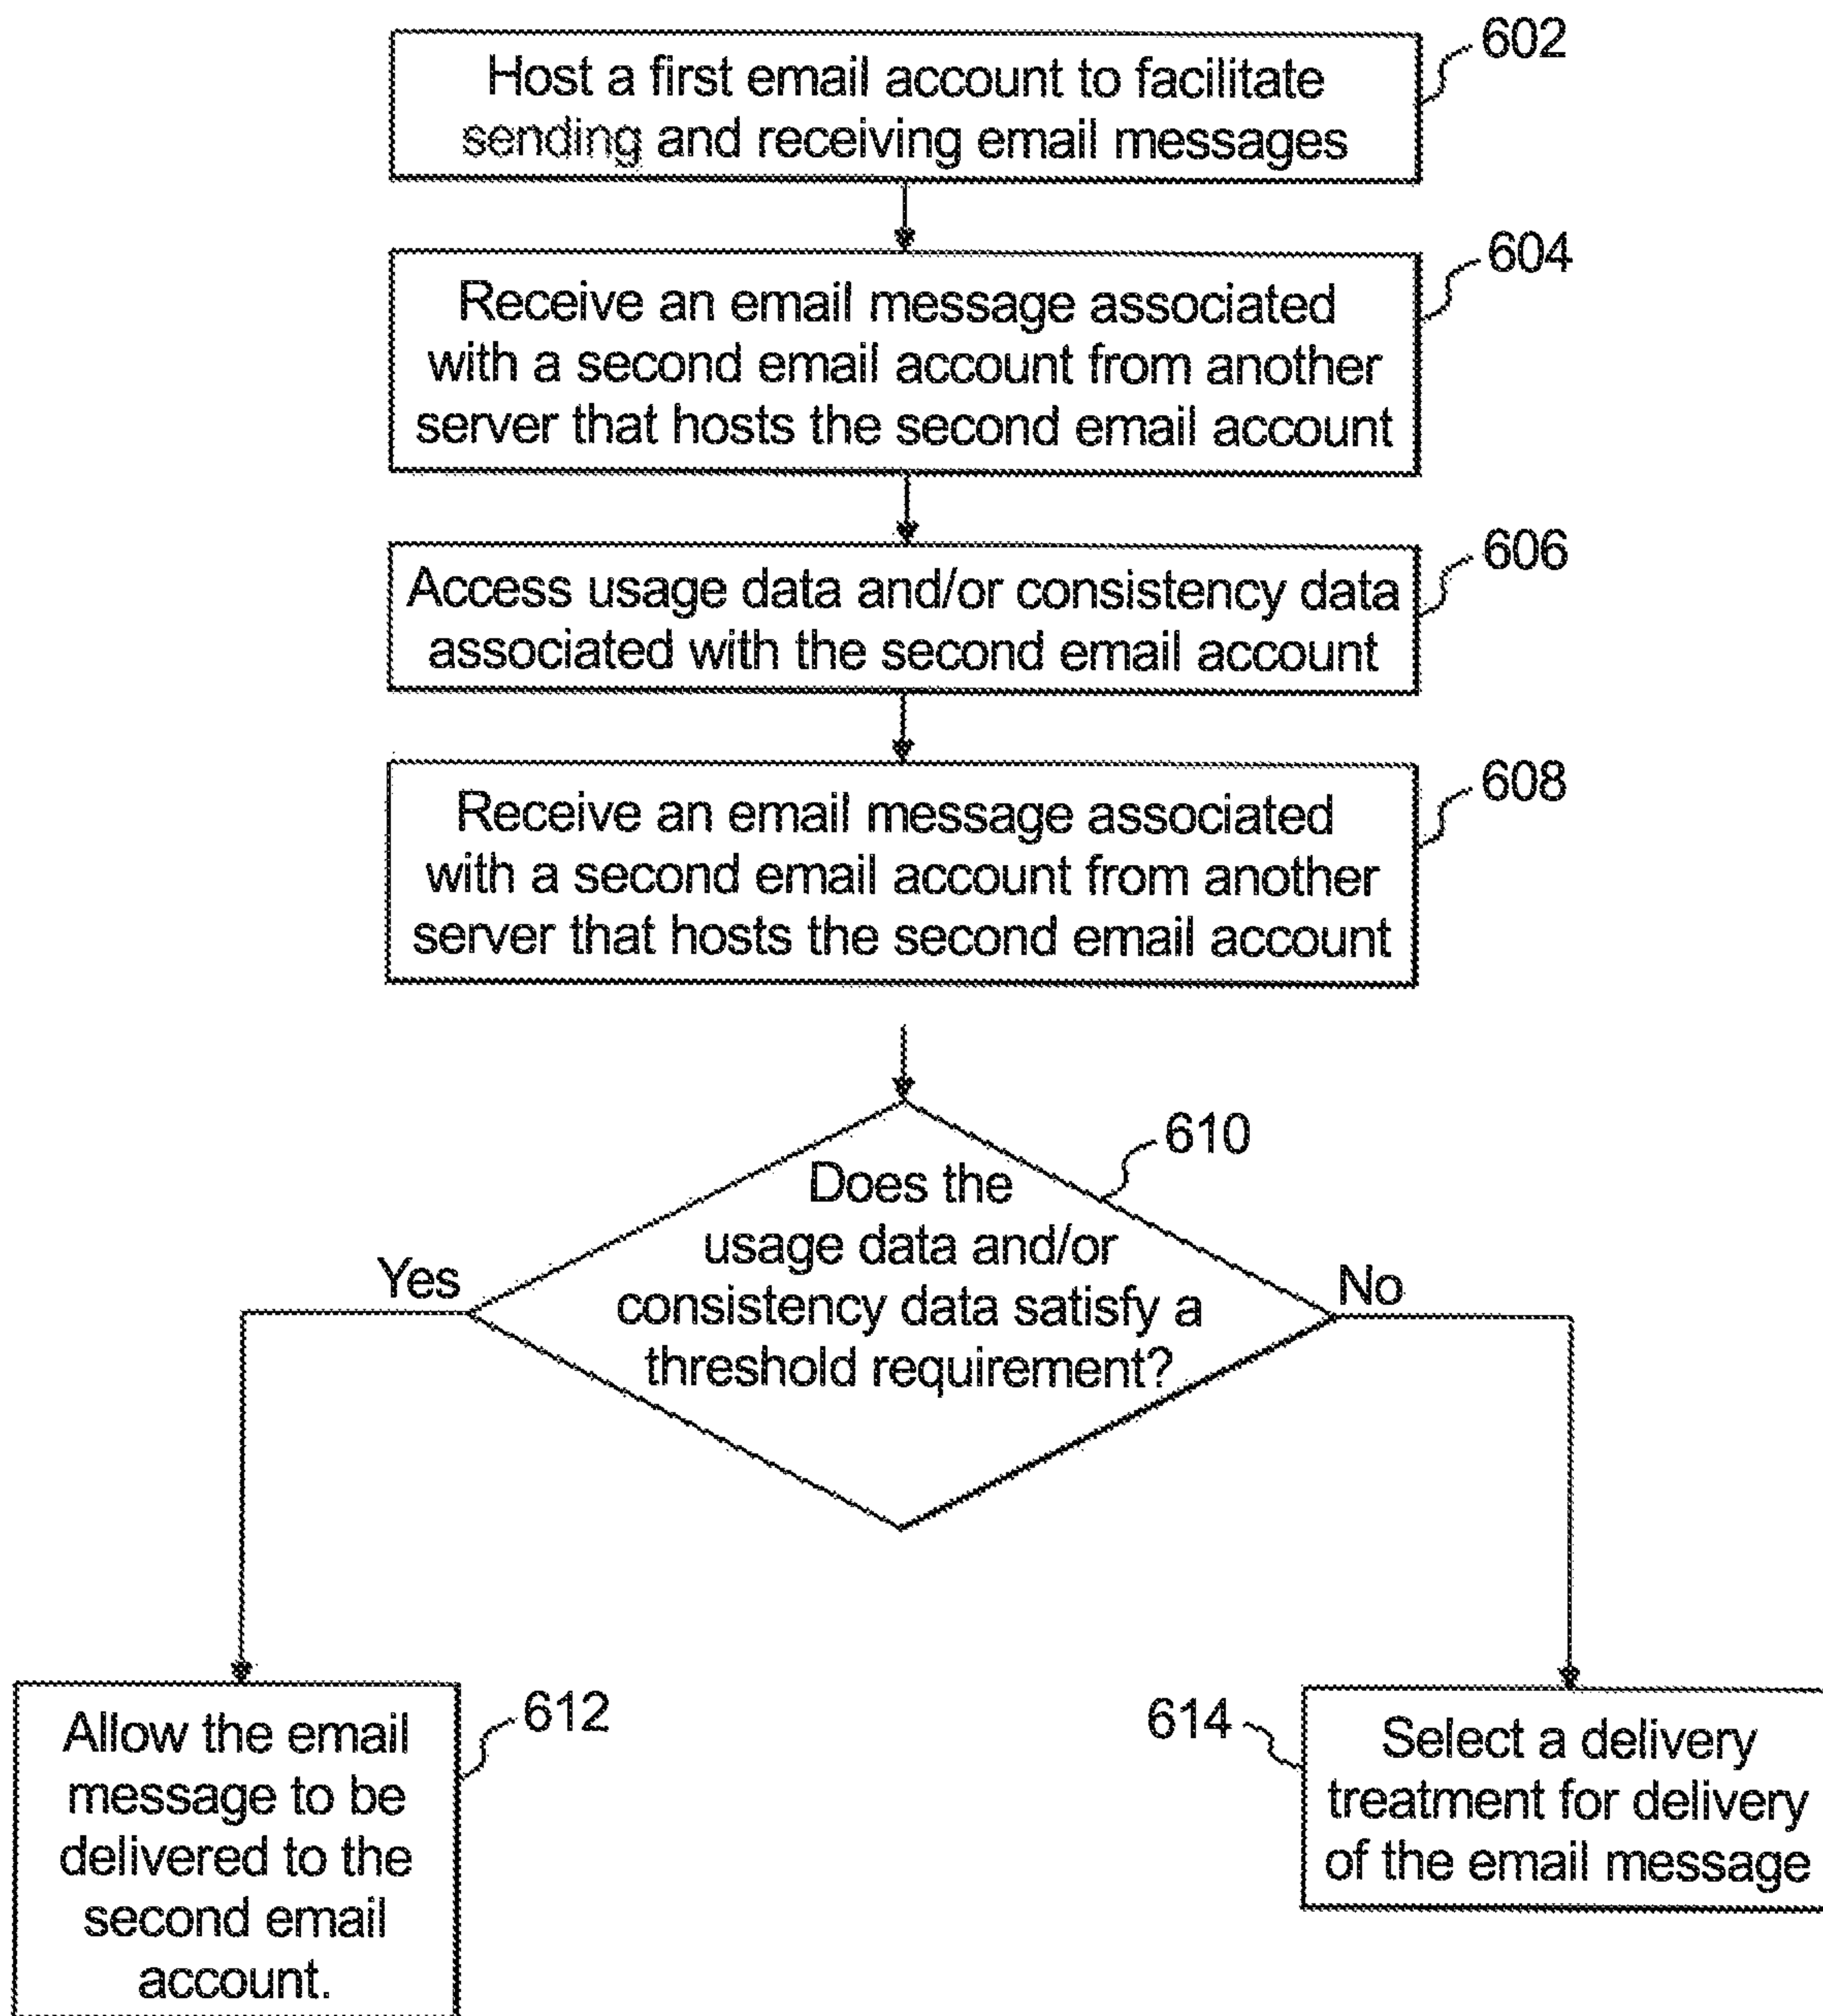 602
Host a first email account to facilitate
sending and receiving email messages
604
Receive an email message associated
with a second email account from another
server that hosts the second email account
606
Access usage data and/or consistency data
associated with the second email account
608
Receive an email message associated
with a second email account from another
server that hosts the second email account
610
Does the
usage data and/or
consistency data satisfy a
threshold requirement?
Yes
No
612
Allow the email
message to be
delivered to the
second email
account.
614
Select a delivery
treatment for delivery
of the email message